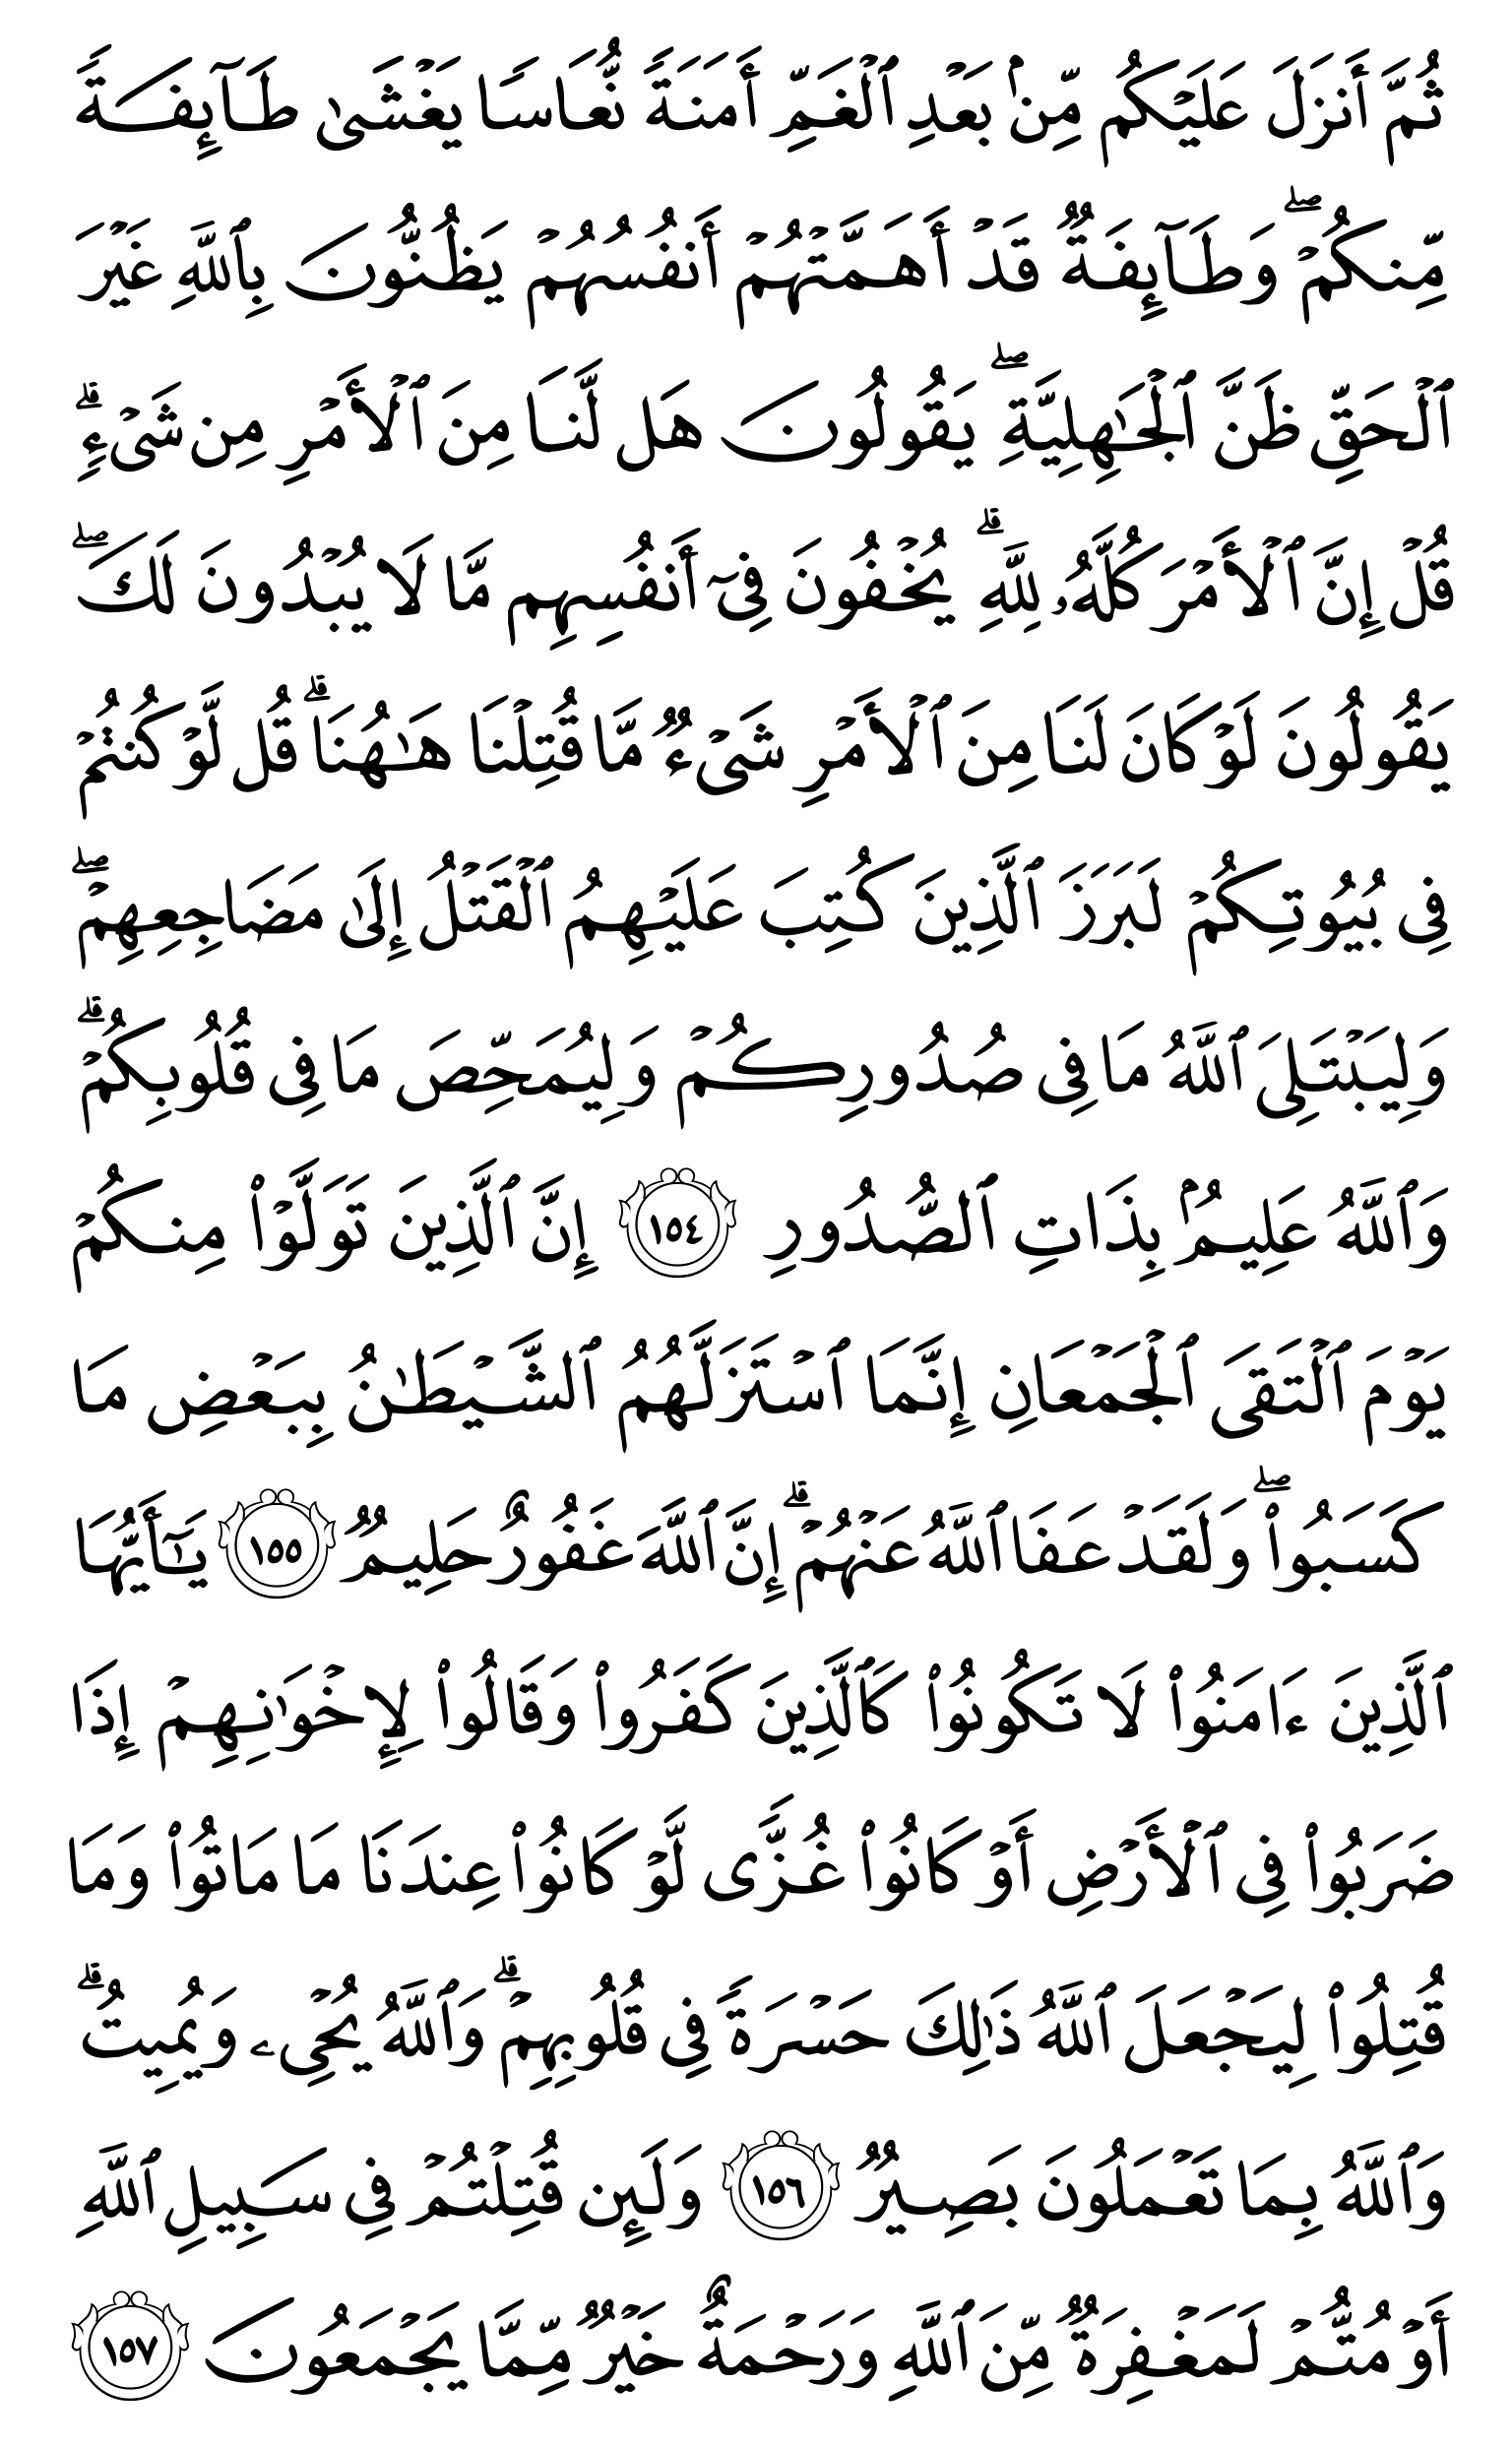 ثُمَّ أَنزَلَ عَلَيۡكُم مِّنۢ بَعۡدِ ٱلۡغَمِّ أَمَنَةٗ نُّعَاسٗا يَغۡشَىٰ طَآئِفَةٗ
مِّنكُمۡۖ وَطَآئِفَةٞ قَدۡ أَهَمَّتۡهُمۡ أَنفُسُهُمۡ يَظُنُّونَ بِٱللَّهِ غَيۡرَ
ٱلۡحَقِّ ظَنَّ ٱلۡجَٰهِلِيَّةِۖ يَقُولُونَ هَل لَّنَا مِنَ ٱلۡأَمۡرِ مِن شَيۡءٖۗ
قُلۡ إِنَّ ٱلۡأَمۡرَ كُلَّهُۥ لِلَّهِۗ يُخۡفُونَ فِيٓ أَنفُسِهِم مَّا لَا يُبۡدُونَ لَكَۖ
يَقُولُونَ لَوۡ كَانَ لَنَا مِنَ ٱلۡأَمۡرِ شَيۡءٞ مَّا قُتِلۡنَا هَٰهُنَاۗ قُل لَّوۡ كُنتُمۡ
فِي بُيُوتِكُمۡ لَبَرَزَ ٱلَّذِينَ كُتِبَ عَلَيۡهِمُ ٱلۡقَتۡلُ إِلَىٰ مَضَاجِعِهِمۡۖ
وَلِيَبۡتَلِيَ ٱللَّهُ مَا فِي صُدُورِكُمۡ وَلِيُمَحِّصَ مَا فِي قُلُوبِكُمۡۗ
وَٱللَّهُ عَلِيمُۢ بِذَاتِ ٱلصُّدُورِ ١٥٤ إِنَّ ٱلَّذِينَ تَوَلَّوۡاْ مِنكُمۡ
يَوۡمَ ٱلۡتَقَى ٱلۡجَمۡعَانِ إِنَّمَا ٱسۡتَزَلَّهُمُ ٱلشَّيۡطَٰنُ بِبَعۡضِ مَا
كَسَبُواْۖ وَلَقَدۡ عَفَا ٱللَّهُ عَنۡهُمۡۗ إِنَّ ٱللَّهَ غَفُورٌ حَلِيمٞ ١٥٥ يَٰٓأَيُّهَا
ٱلَّذِينَ ءَامَنُواْ لَا تَكُونُواْ كَٱلَّذِينَ كَفَرُواْ وَقَالُواْ لِإِخۡوَٰنِهِمۡ إِذَا
ضَرَبُواْ فِي ٱلۡأَرۡضِ أَوۡ كَانُواْ غُزّٗى لَّوۡ كَانُواْ عِندَنَا مَا مَاتُواْ وَمَا
قُتِلُواْ لِيَجۡعَلَ ٱللَّهُ ذَٰلِكَ حَسۡرَةٗ فِي قُلُوبِهِمۡۗ وَٱللَّهُ يُحۡيِۦ وَيُمِيتُۗ
وَٱللَّهُ بِمَا تَعۡمَلُونَ بَصِيرٞ ١٥٦ وَلَئِن قُتِلۡتُمۡ فِي سَبِيلِ ٱللَّهِ
أَوۡ مُتُّمۡ لَمَغۡفِرَةٞ مِّنَ ٱللَّهِ وَرَحۡمَةٌ خَيۡرٞ مِّمَّا يَجۡمَعُونَ ١٥٧